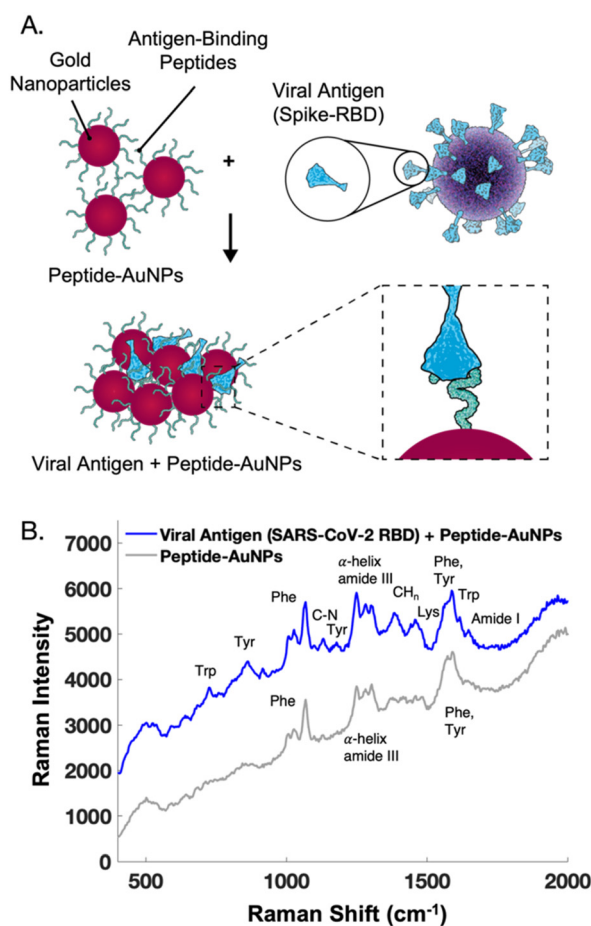 A.
Gold
Nanoparticles
Antigen-Binding
Peptides
Viral Antigen
(Spike-RBD)
+
Peptide-AuNPs
Viral Antigen + Peptide-AuNPs
B.
Viral Antigen (SARS-CoV-2 RBD) + Peptide-AuNPs
Peptide-AuNPs
7000
6000
5000
4000
3000
2000
1000
0
Raman Intensity
Trp
Tyr
Phe
C-N
Tyr
α-helix
amide III
CHn
Lys
Phe,
Tyr
Trp
Amide I
Phe
α-helix
amide III
Phe,
Tyr
500
1000
1500
2000
Raman Shift (cm-1)